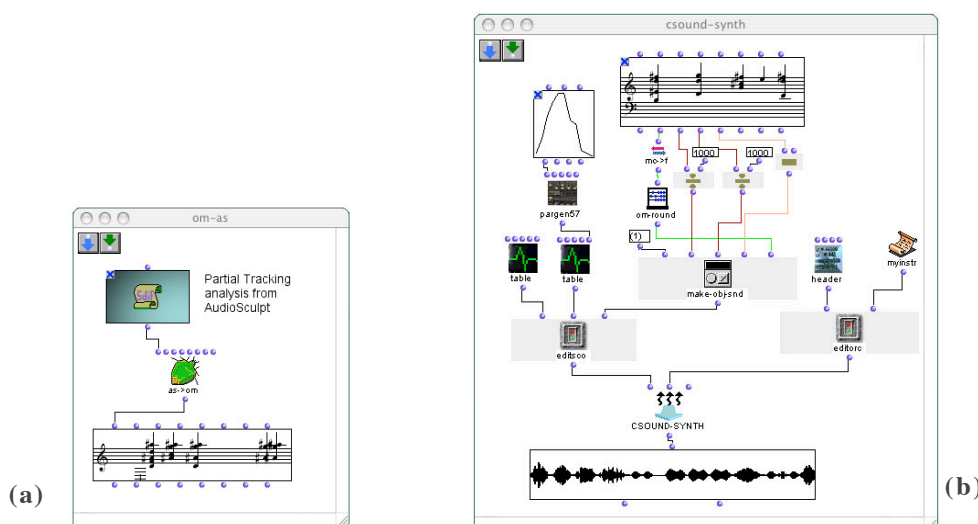 om-as
Sdif
Partial Tracking
analysis from
AudioSculpt
as->om
(a)
csound-synth
1000
1000
mc->f
pargen57
om-round
(1)
table
table
make-obj-snd
header
myinstr
editsco
editorc
CSOUND-SYNTH
(b)